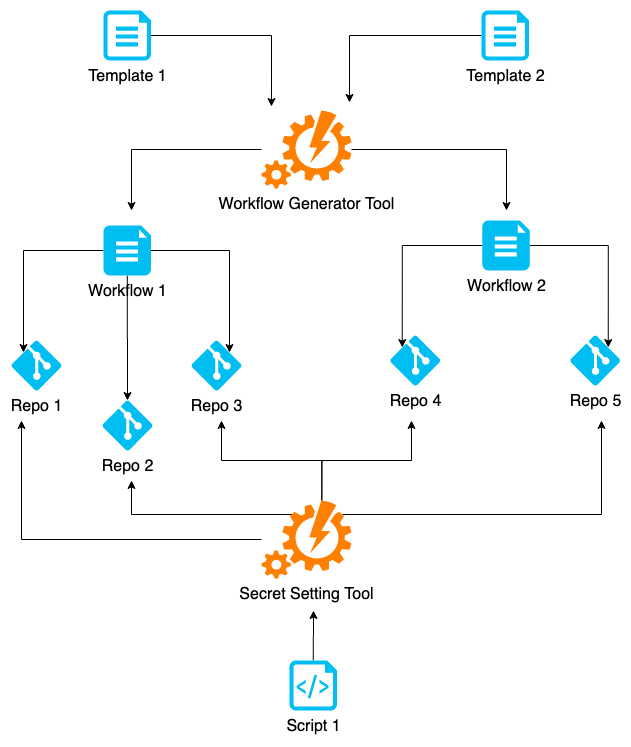 Template 1
Template 2
Workflow Generator Tool
Workflow 1
Workflow 2
Repo 1
Repo 2
Repo 3
Repo 4
Repo 5
Secret Setting Tool
</>
Script 1